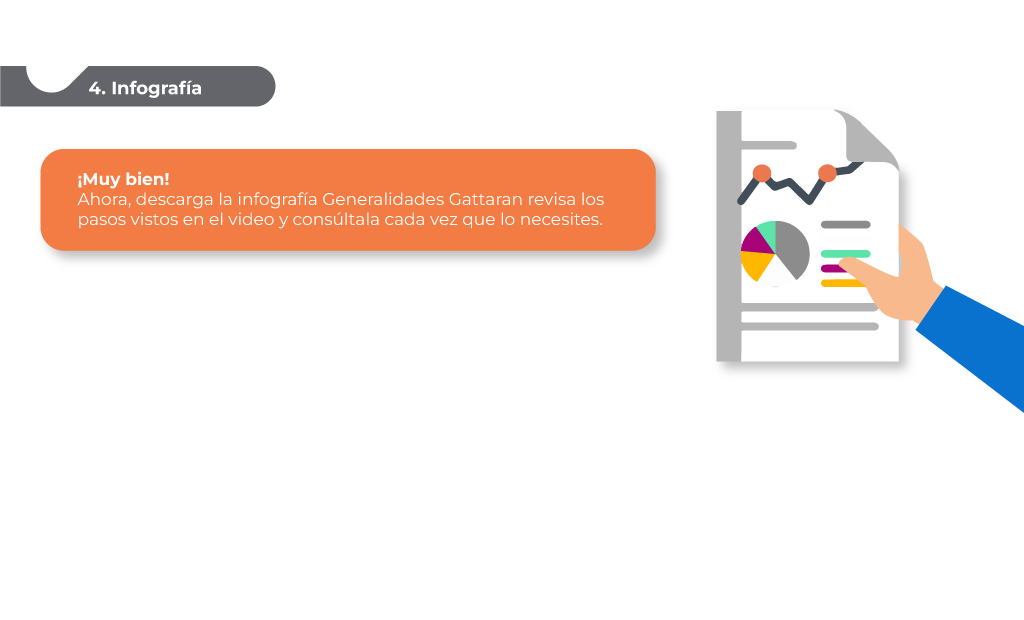 4. Infografía
¡Muy bien!
Ahora, descarga la infografía Generalidades Gattaran revisa los
pasos vistos en el video y consúltala cada vez que lo necesites.